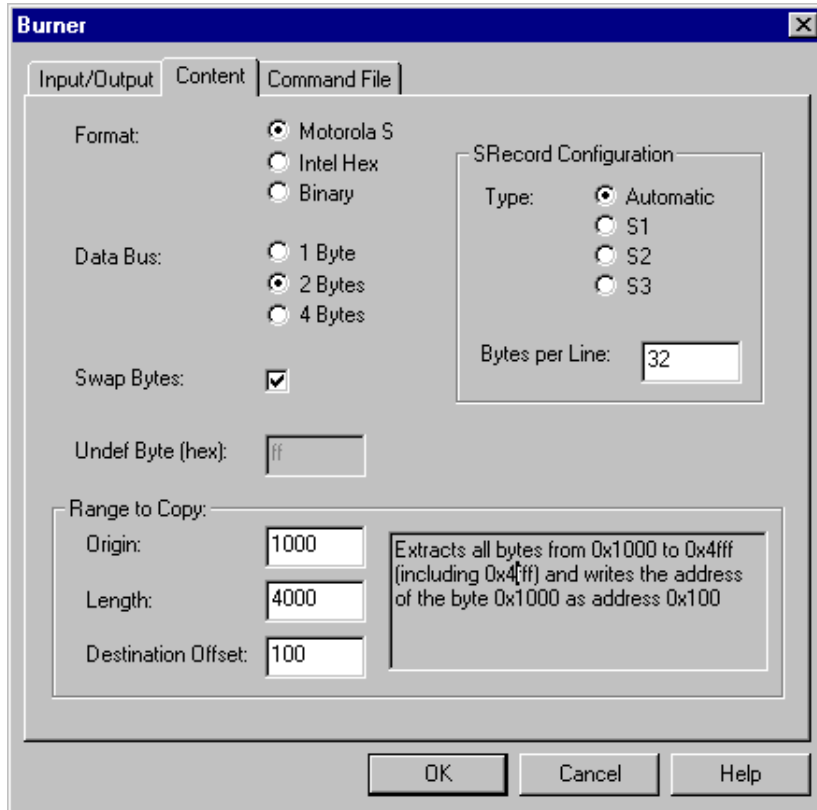 Burner
Input/Output Content Command File
Format: Motorola S
Intel Hex
Binary
SRecord Configuration
Type: Automatic
S1
S2
S3
Bytes per Line: 32
Data Bus: 1 Byte
2 Bytes
4 Bytes
Swap Bytes:
Undef Byte (hex): ff
Range to Copy:
Origin: 1000
Length: 4000
Destination Offset: 100
Extracts all bytes from 0x1000 to 0x4fff
(including 0x4fff) and writes the address
of the byte 0x1000 as address 0x100
OK Cancel Help